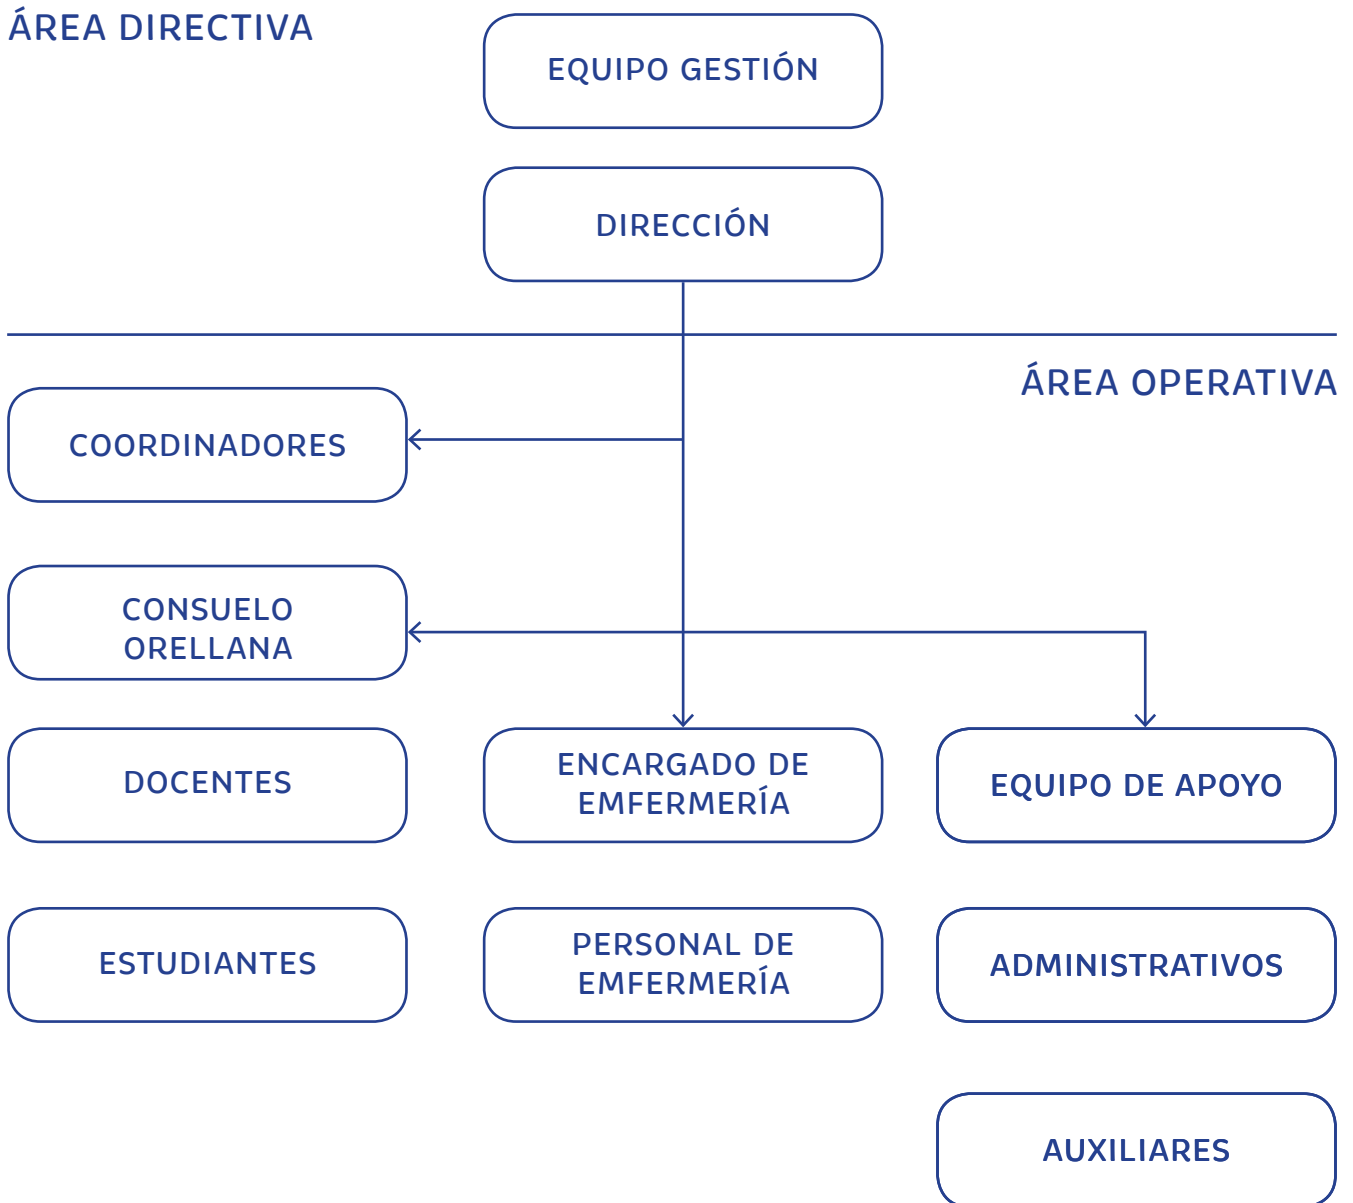 ÁREA DIRECTIVA
EQUIPO GESTIÓN
DIRECCIÓN
ÁREA OPERATIVA
COORDINADORES
CONSUELO
ORELLANA
DOCENTES
ENCARGADO DE
EMFERMERÍA
EQUIPO DE APOYO
ESTUDIANTES
PERSONAL DE
EMFERMERÍA
ADMINISTRATIVOS
AUXILIARES